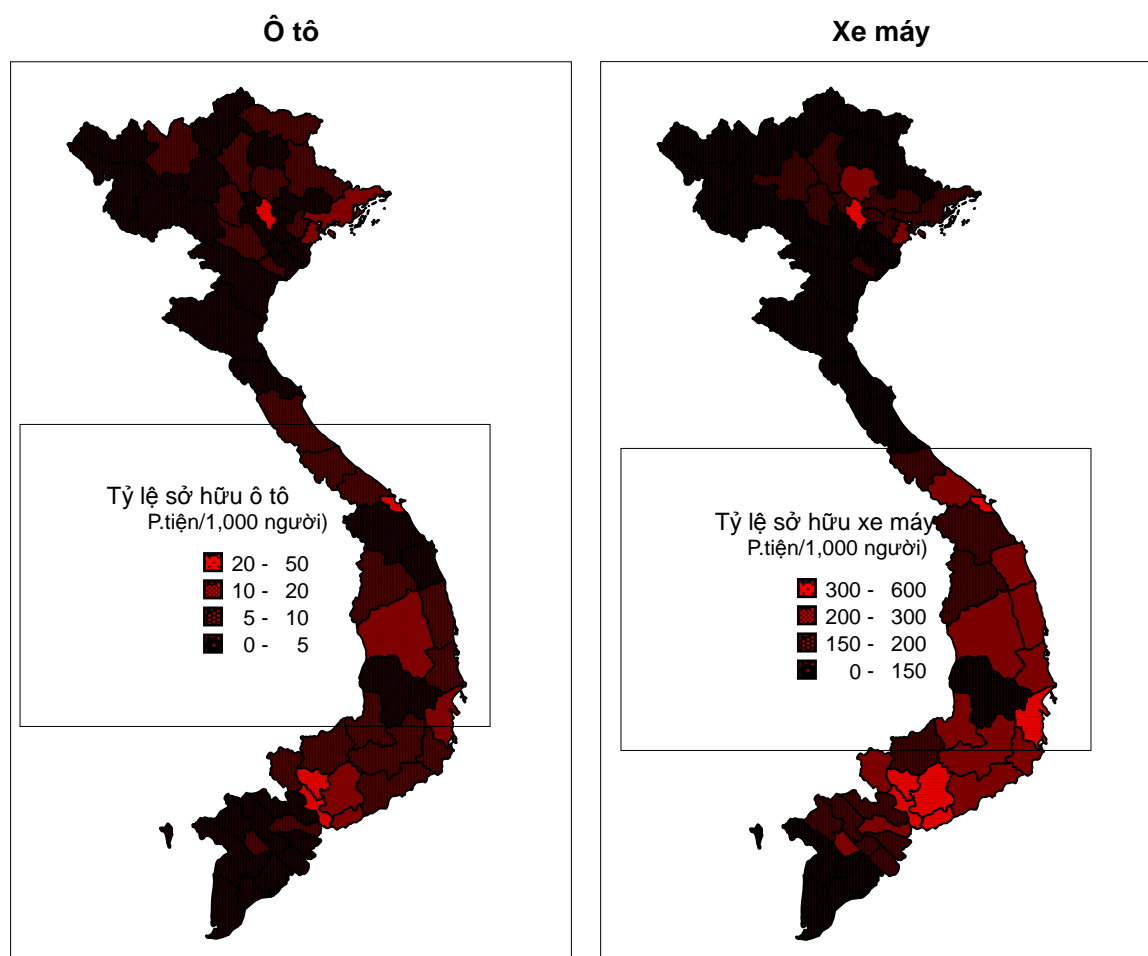 Ô tô
Xe máy
Tỷ lệ sở hữu ô tô
P.tiện/1,000 người)
20 - 50
10 - 20
5 - 10
0 - 5
Tỷ lệ sở hữu xe máy
P.tiện/1,000 người)
300 - 600
200 - 300
150 - 200
0 - 150